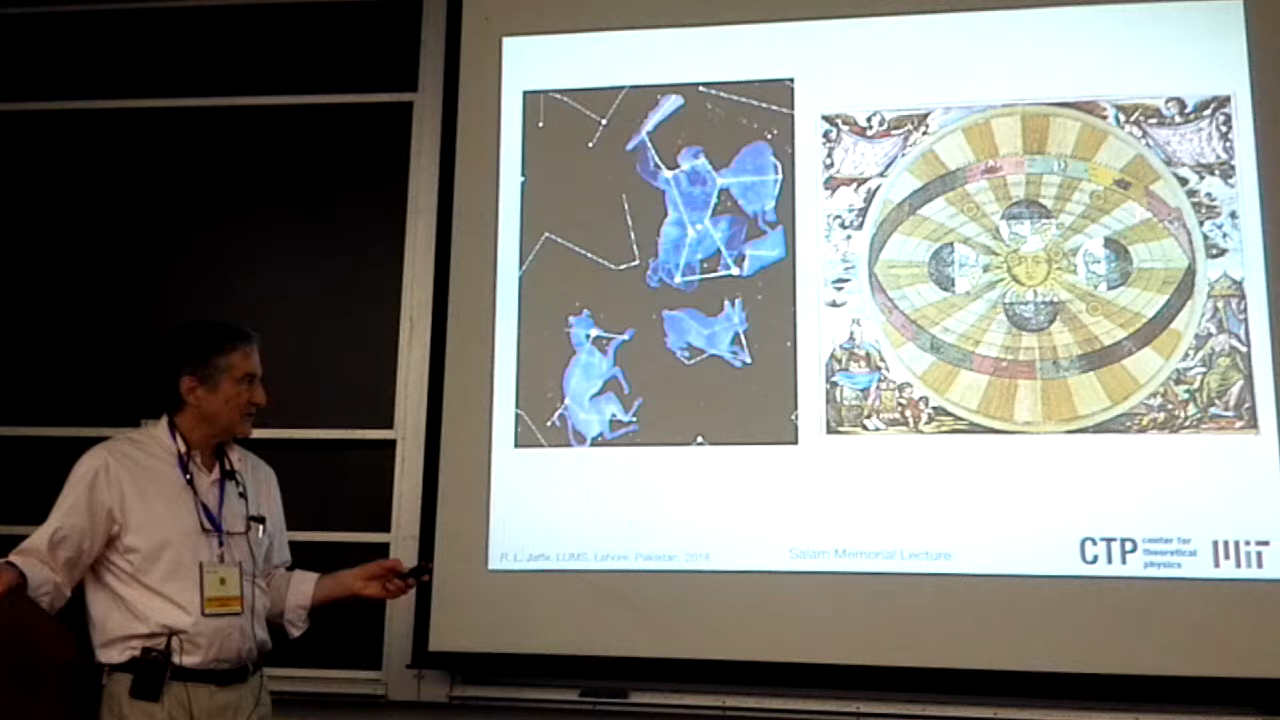 R. L. Jaffe, LUMS, Lahore, Pakistan, 2018
Salam Memorial Lecture
CTP center for
theoretical
physics
MIT